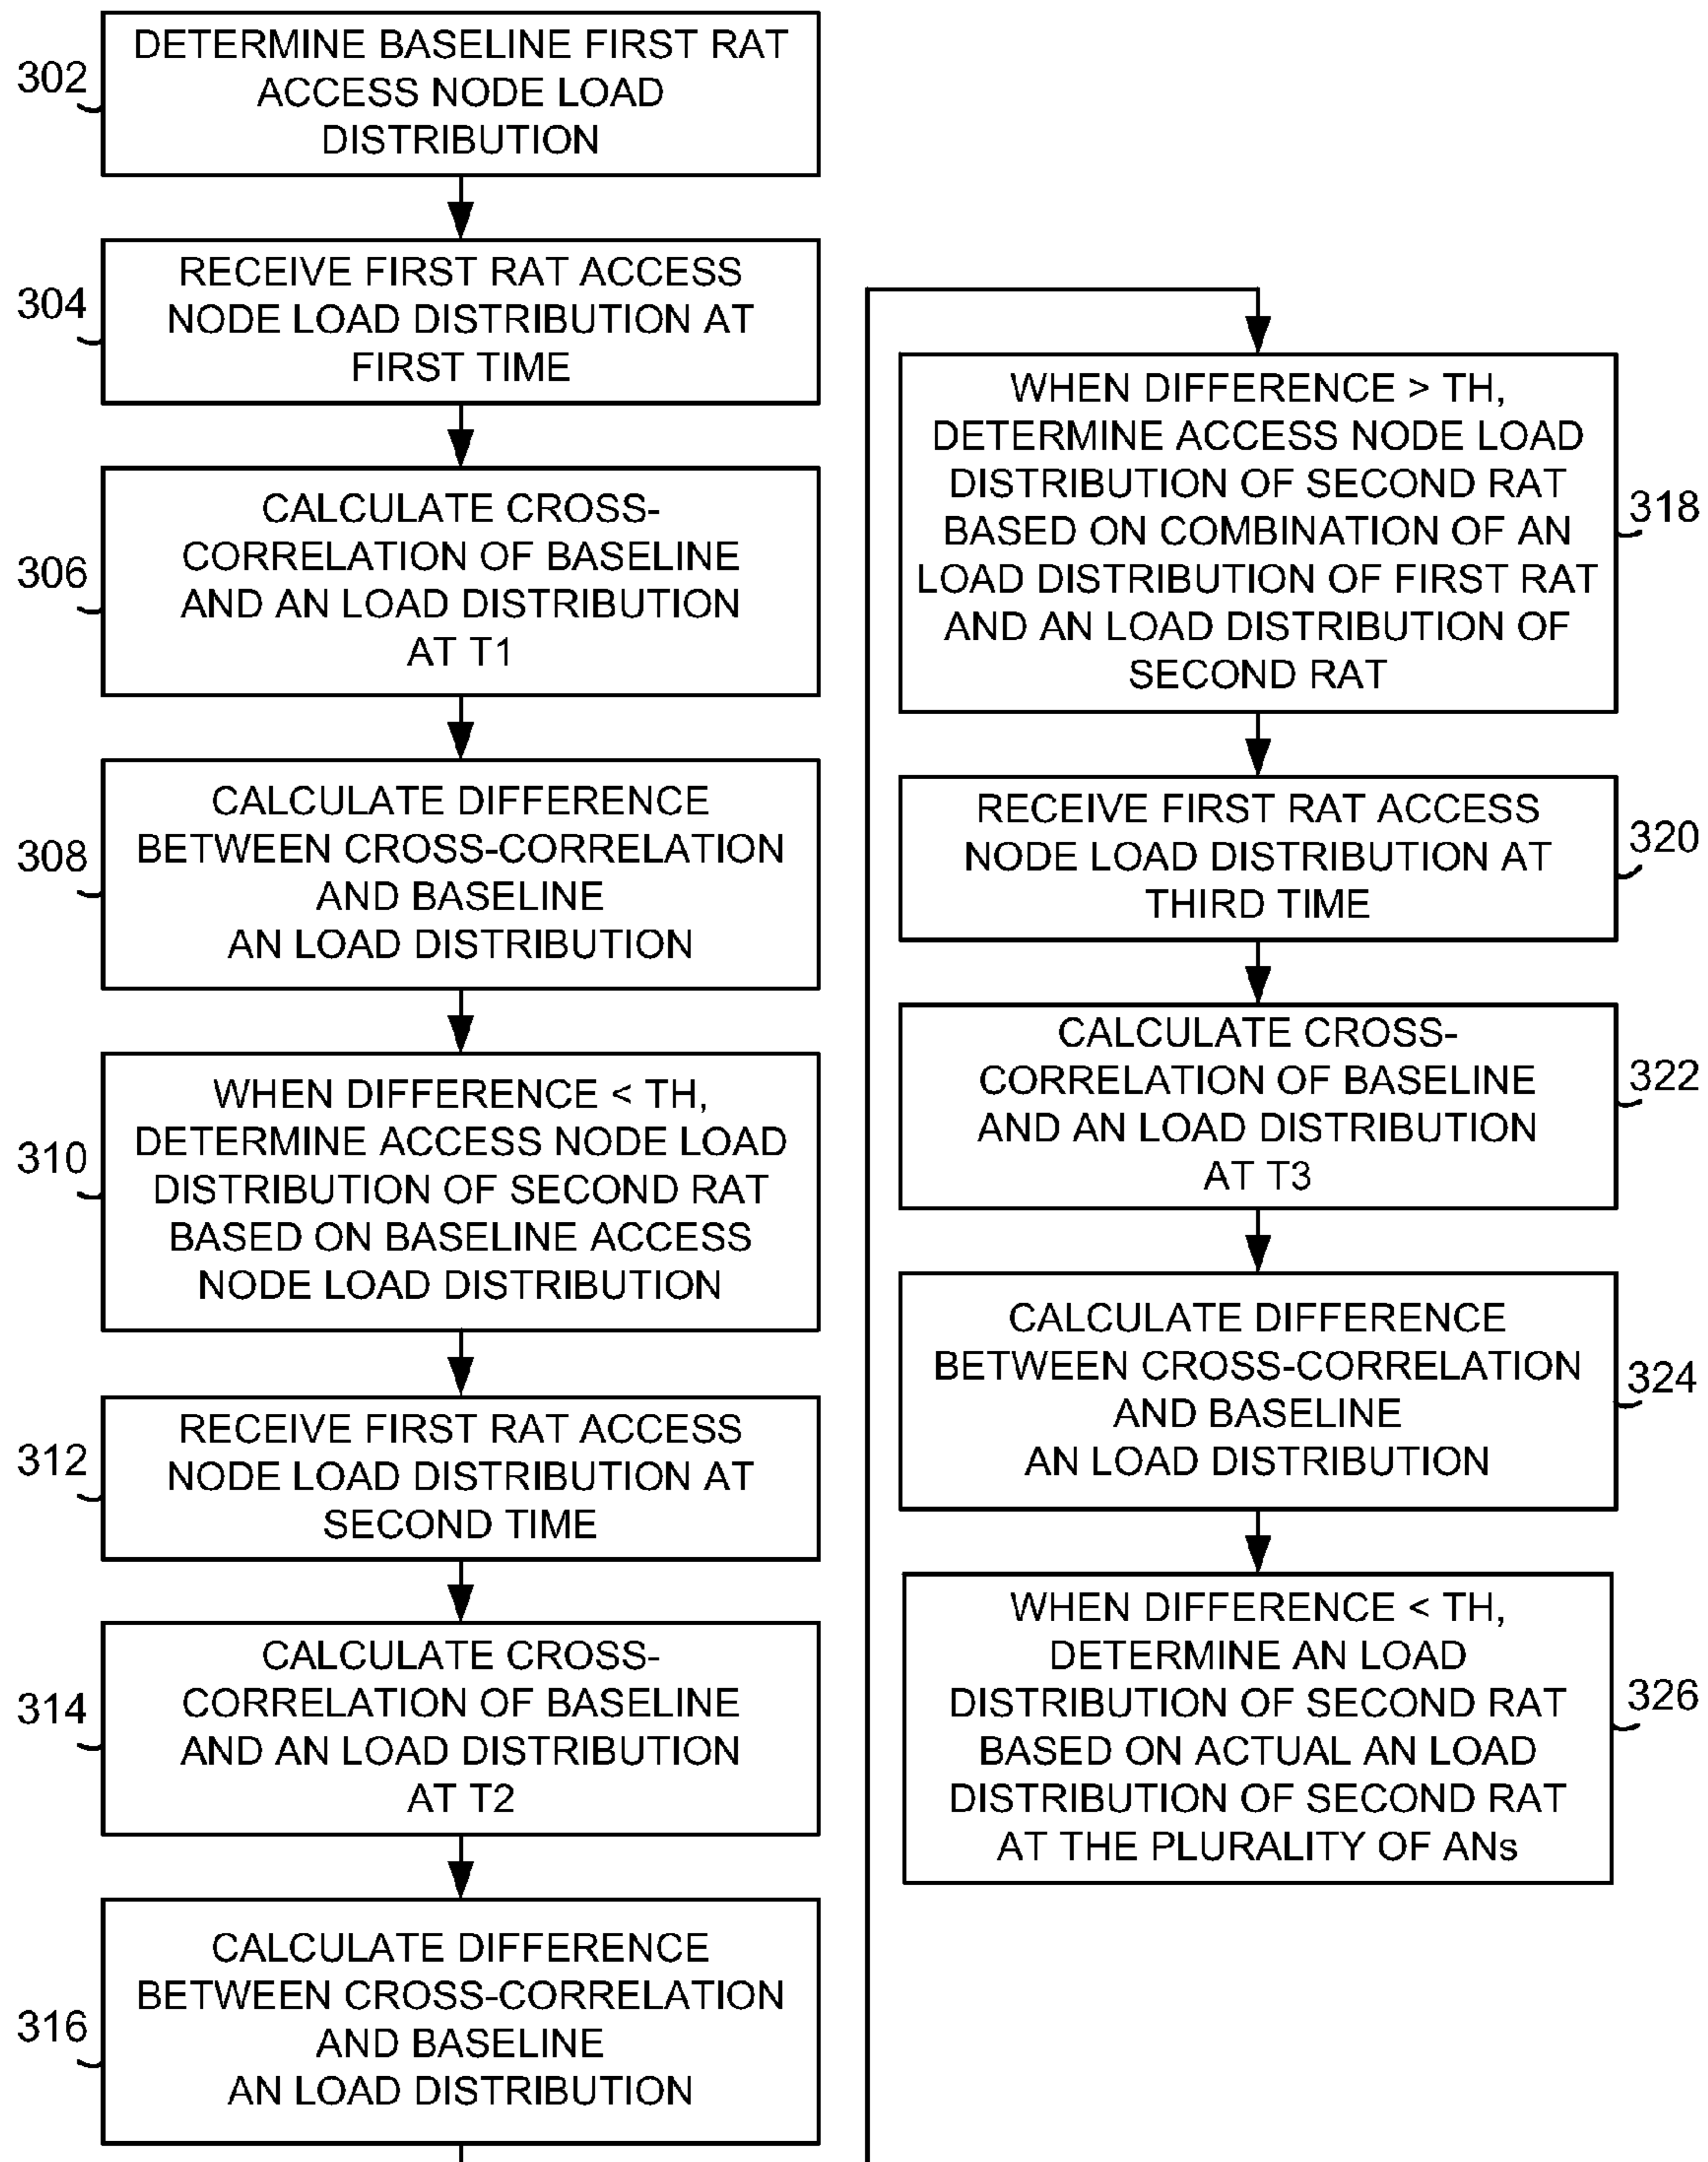 302
DETERMINE BASELINE FIRST RAT
ACCESS NODE LOAD
DISTRIBUTION
304
RECEIVE FIRST RAT ACCESS
NODE LOAD DISTRIBUTION AT
FIRST TIME
306
CALCULATE CROSS-
CORRELATION OF BASELINE
AND AN LOAD DISTRIBUTION
AT T1
308
CALCULATE DIFFERENCE
BETWEEN CROSS-CORRELATION
AND BASELINE
AN LOAD DISTRIBUTION
310
WHEN DIFFERENCE < TH,
DETERMINE ACCESS NODE LOAD
DISTRIBUTION OF SECOND RAT
BASED ON BASELINE ACCESS
NODE LOAD DISTRIBUTION
312
RECEIVE FIRST RAT ACCESS
NODE LOAD DISTRIBUTION AT
SECOND TIME
314
CALCULATE CROSS-
CORRELATION OF BASELINE
AND AN LOAD DISTRIBUTION
AT T2
316
CALCULATE DIFFERENCE
BETWEEN CROSS-CORRELATION
AND BASELINE
AN LOAD DISTRIBUTION
WHEN DIFFERENCE > TH,
DETERMINE ACCESS NODE LOAD
DISTRIBUTION OF SECOND RAT
BASED ON COMBINATION OF AN
LOAD DISTRIBUTION OF FIRST RAT
AND AN LOAD DISTRIBUTION OF
SECOND RAT
318
RECEIVE FIRST RAT ACCESS
NODE LOAD DISTRIBUTION AT
THIRD TIME
320
CALCULATE CROSS-
CORRELATION OF BASELINE
AND AN LOAD DISTRIBUTION
AT T3
322
CALCULATE DIFFERENCE
BETWEEN CROSS-CORRELATION
AND BASELINE
AN LOAD DISTRIBUTION
324
WHEN DIFFERENCE < TH,
DETERMINE AN LOAD
DISTRIBUTION OF SECOND RAT
BASED ON ACTUAL AN LOAD
DISTRIBUTION OF SECOND RAT
AT THE PLURALITY OF ANs
326